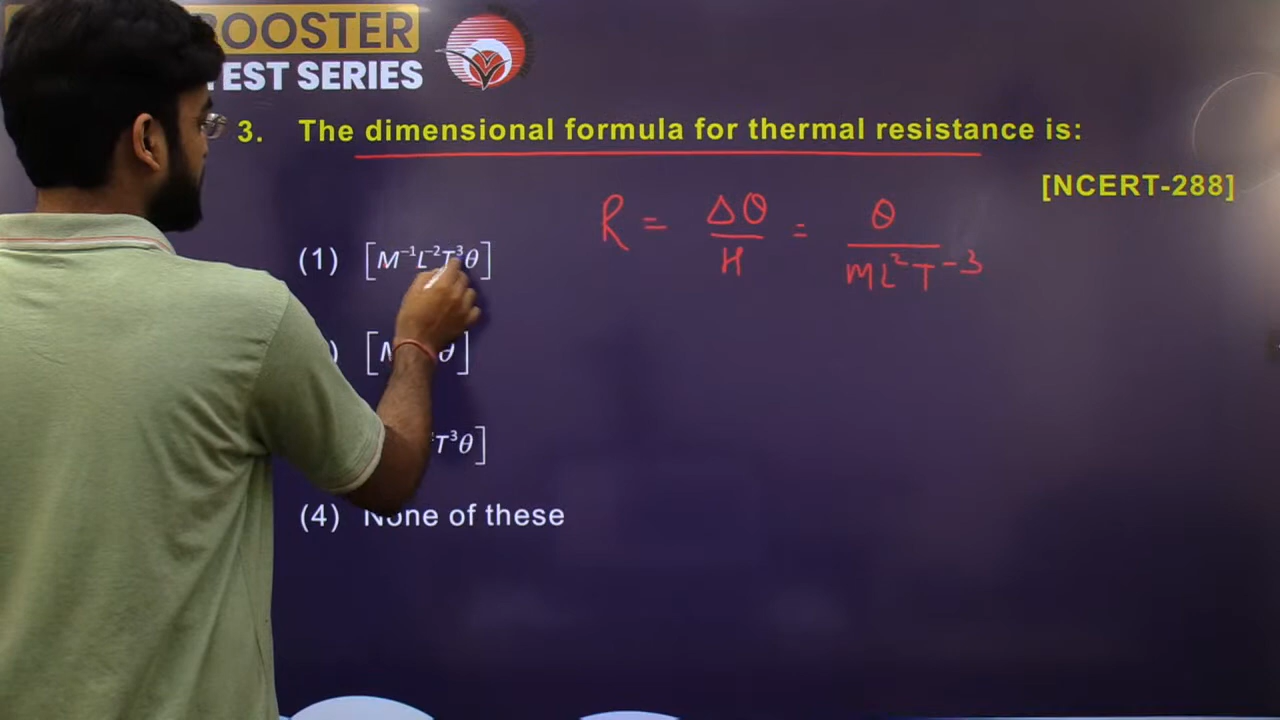 BOOSTER
TEST SERIES
3. The dimensional formula for thermal resistance is:
[NCERT-288]
R = Δθ/H = θ/ML²T⁻³
(1) [M⁻¹L⁻²T³θ]
θ]
T³θ]
(4) None of these